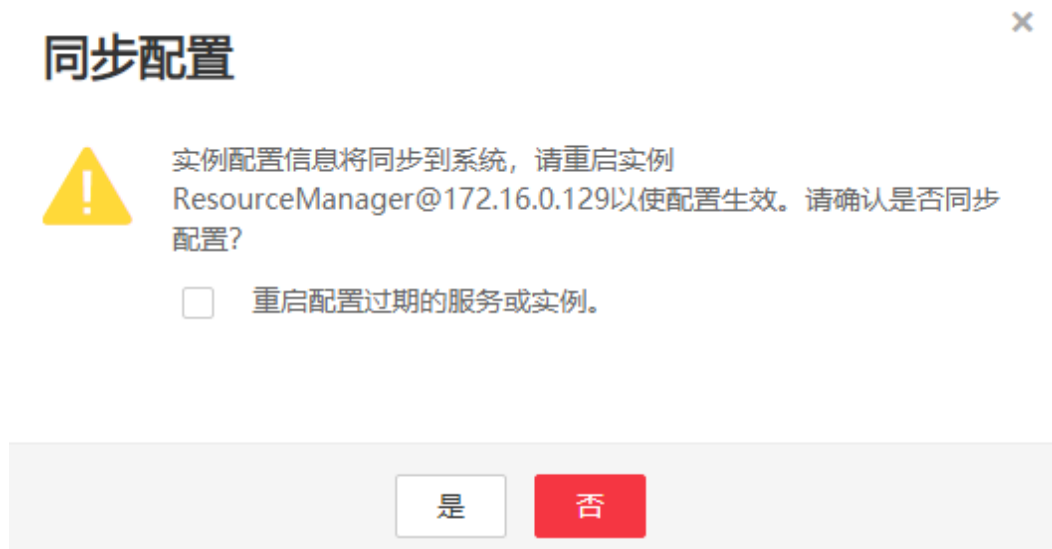 同步配置
实例配置信息将同步到系统，请重启实例
ResourceManager@172.16.0.129以使配置生效。请确认是否同步
配置？
重启配置过期的服务或实例。
是
否